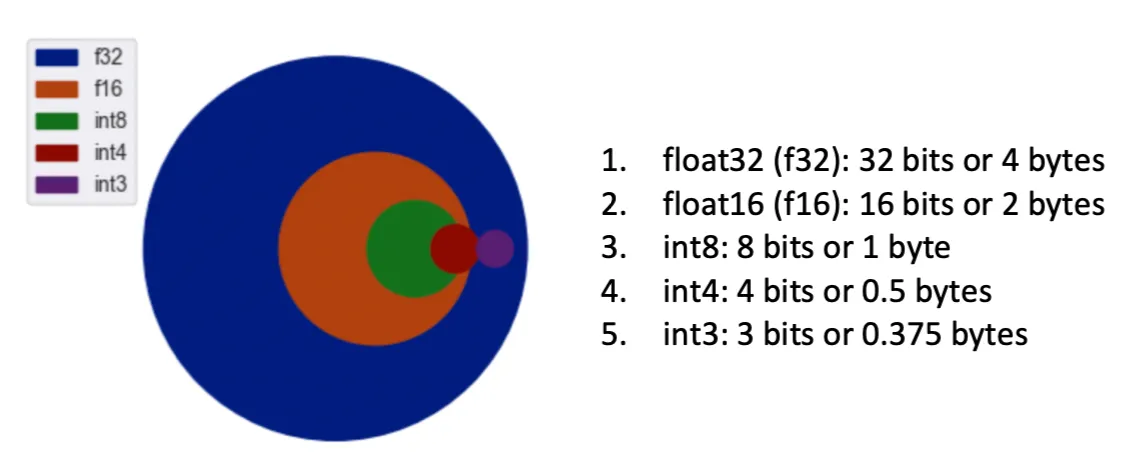 f32
f16
int8
int4
int3
1. float32 (f32): 32 bits or 4 bytes
2. float16 (f16): 16 bits or 2 bytes
3. int8: 8 bits or 1 byte
4. int4: 4 bits or 0.5 bytes
5. int3: 3 bits or 0.375 bytes